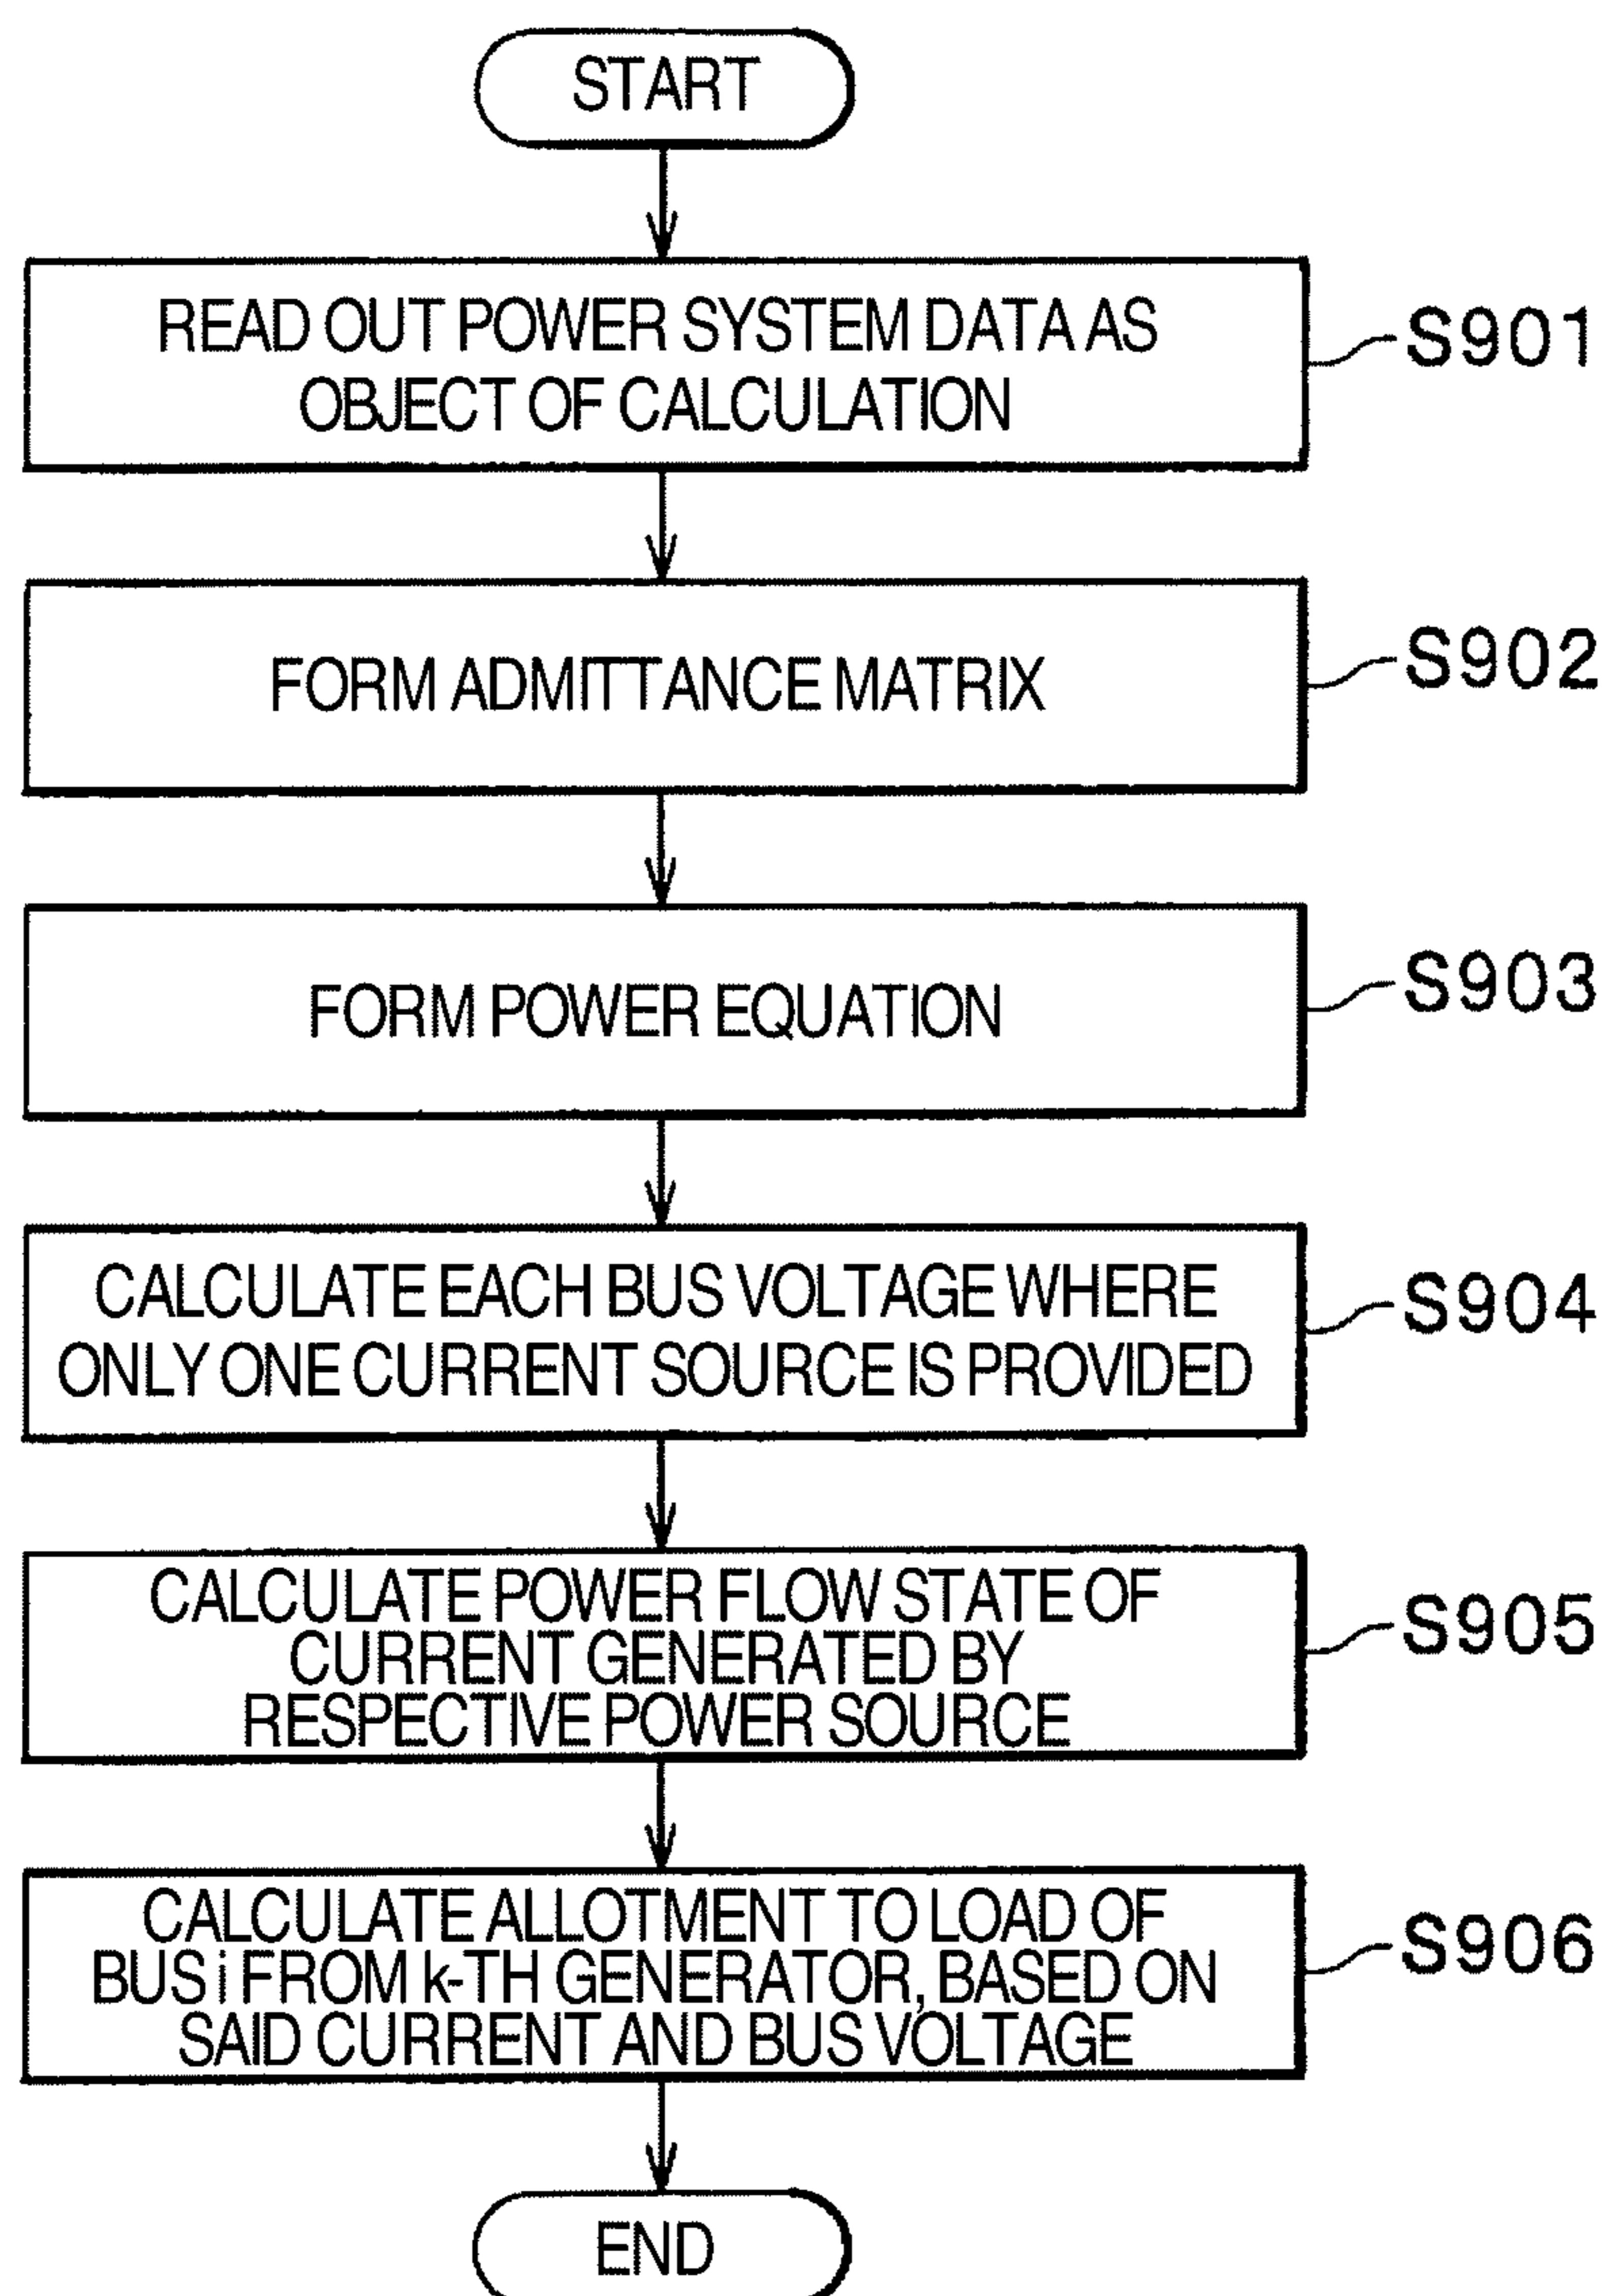 START
READ OUT POWER SYSTEM DATA AS
OBJECT OF CALCULATION
S901
FORM ADMITTANCE MATRIX
S902
FORM POWER EQUATION
S903
CALCULATE EACH BUS VOLTAGE WHERE
ONLY ONE CURRENT SOURCE IS PROVIDED
S904
CALCULATE POWER FLOW STATE OF
CURRENT GENERATED BY
RESPECTIVE POWER SOURCE
S905
CALCULATE ALLOTMENT TO LOAD OF
BUS i FROM k-TH GENERATOR, BASED ON
SAID CURRENT AND BUS VOLTAGE
S906
END